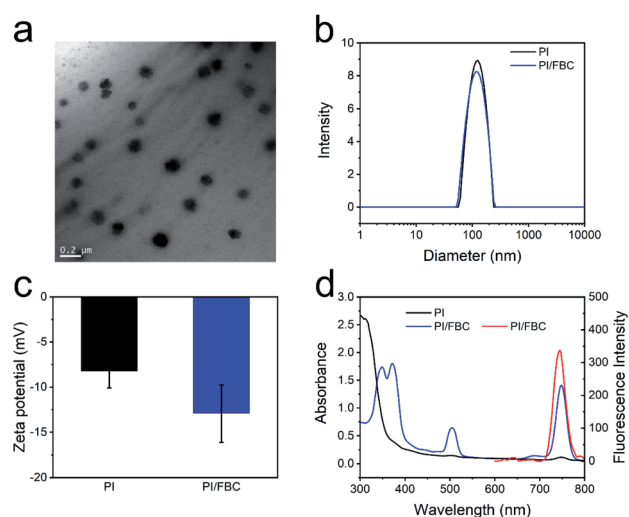 a
0.2 µm
b
10
8
6
4
2
0
Intensity
PI
PI/FBC
1
10
100
1000
10000
Diameter (nm)
c
0
-5
-10
-15
-20
Zeta potential (mV)
PI
PI/FBC
d
3.0
2.5
2.0
1.5
1.0
0.5
0.0
Absorbance
PI
PI/FBC
PI/FBC
500
400
300
200
100
0
Fluorescence Intensity
300
400
500
600
700
800
Wavelength (nm)